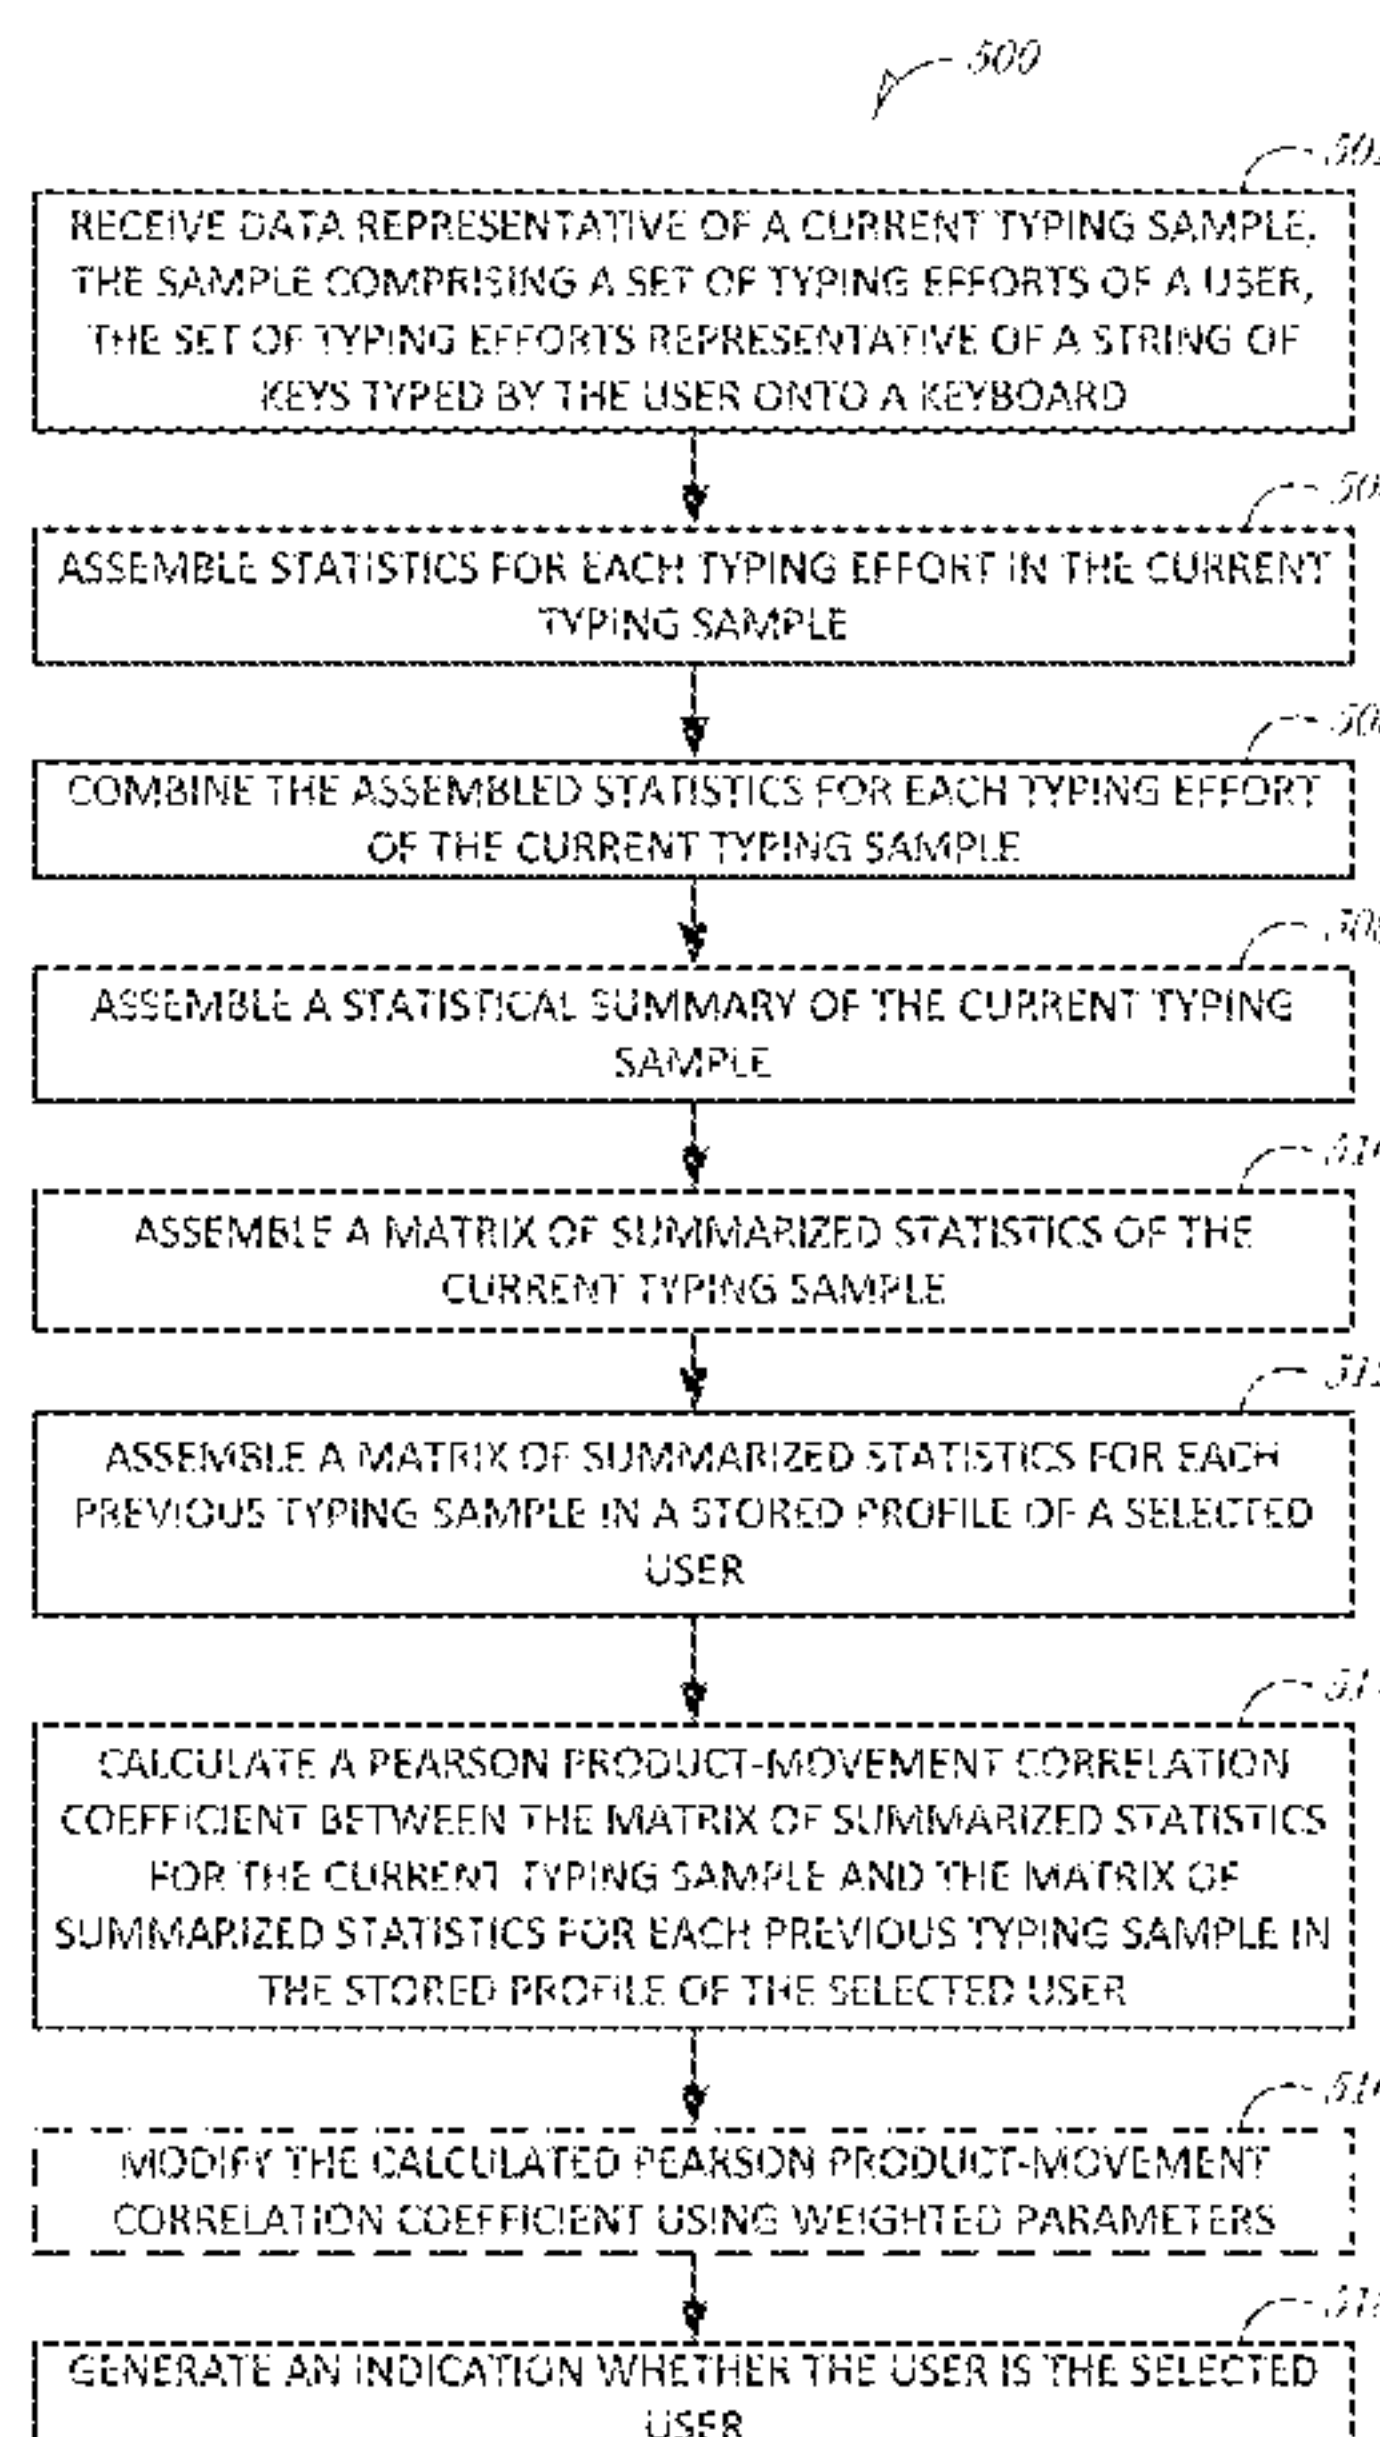 500
RECEIVE DATA REPRESENTATIVE OF A CURRENT TYPING SAMPLE,
THE SAMPLE COMPRISING A SET OF TYPING EFFORTS OF A USER,
THE SET OF TYPING EFFORTS REPRESENTATIVE OF A STRING OF
KEYS TYPED BY THE USER ONTO A KEYBOARD
ASSEMBLE STATISTICS FOR EACH TYPING EFFORT IN THE CURRENT
TYPING SAMPLE
COMBINE THE ASSEMBLED STATISTICS FOR EACH TYPING EFFORT
OF THE CURRENT TYPING SAMPLE
ASSEMBLE A STATISTICAL SUMMARY OF THE CURRENT TYPING
SAMPLE
ASSEMBLE A MATRIX OF SUMMARIZED STATISTICS OF THE
CURRENT TYPING SAMPLE
ASSEMBLE A MATRIX OF SUMMARIZED STATISTICS FOR EACH
PREVIOUS TYPING SAMPLE IN A STORED PROFILE OF A SELECTED
USER
CALCULATE A PEARSON PRODUCT-MOVEMENT CORRELATION
COEFFICIENT BETWEEN THE MATRIX OF SUMMARIZED STATISTICS
FOR THE CURRENT TYPING SAMPLE AND THE MATRIX OF
SUMMARIZED STATISTICS FOR EACH PREVIOUS TYPING SAMPLE IN
THE STORED PROFILE OF THE SELECTED USER
MODIFY THE CALCULATED PEARSON PRODUCT-MOVEMENT
CORRELATION COEFFICIENT USING WEIGHTED PARAMETERS
GENERATE AN INDICATION WHETHER THE USER IS THE SELECTED
USER